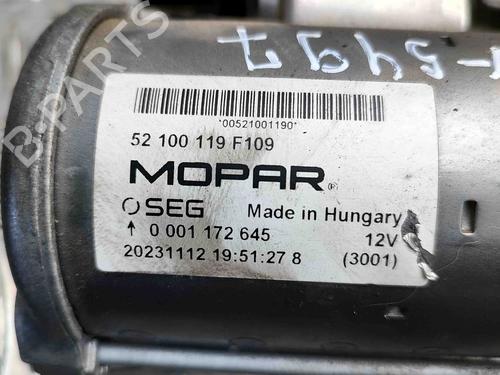 B-PARTS
-5497
*00521001190*
52 100 119 F109
MOPAR®
SEG Made in Hungary
↑ 0 001 172 645 12V
20231112 19:51:27 8 (3001)